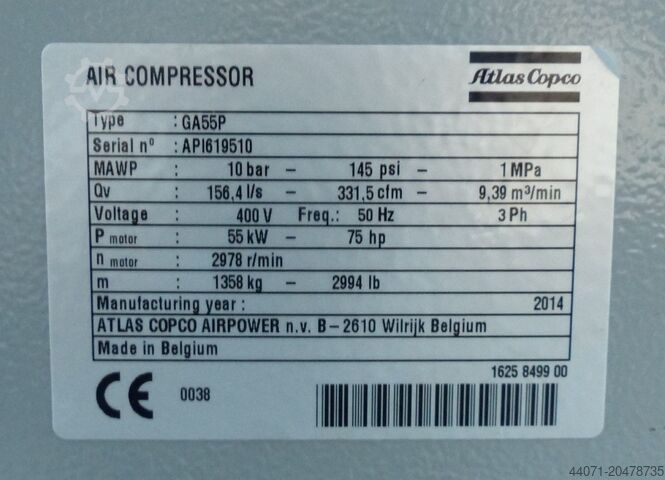 AIR COMPRESSOR
Atlas Copco
Type : GA55P
Serial nº : API619510
MAWP : 10 bar – 145 psi – 1 MPa
Qv : 156,4 l/s – 331,5 cfm – 9,39 m³/min
Voltage : 400 V Freq.: 50 Hz 3 Ph
P motor : 55 kW – 75 hp
n motor : 2978 r/min
m : 1358 kg – 2994 lb
Manufacturing year : 2014
ATLAS COPCO AIRPOWER n.v. B–2610 Wilrijk Belgium
Made in Belgium
1625 8499 00
CE 0038
44071-20478735